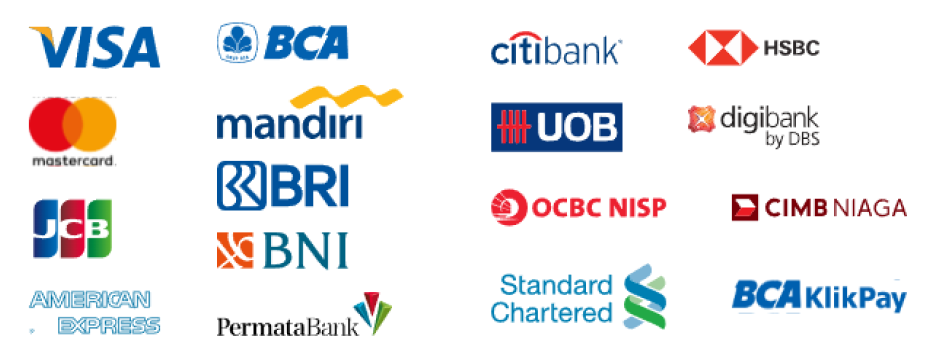 VISA
mastercard.
JCB
AMERICAN
EXPRESS
BCA
mandiri
BRI
BNI
PermataBank
citibank
UOB
OCBC NISP
Standard
Chartered
HSBC
digibank
by DBS
CIMB NIAGA
BCA KlikPay